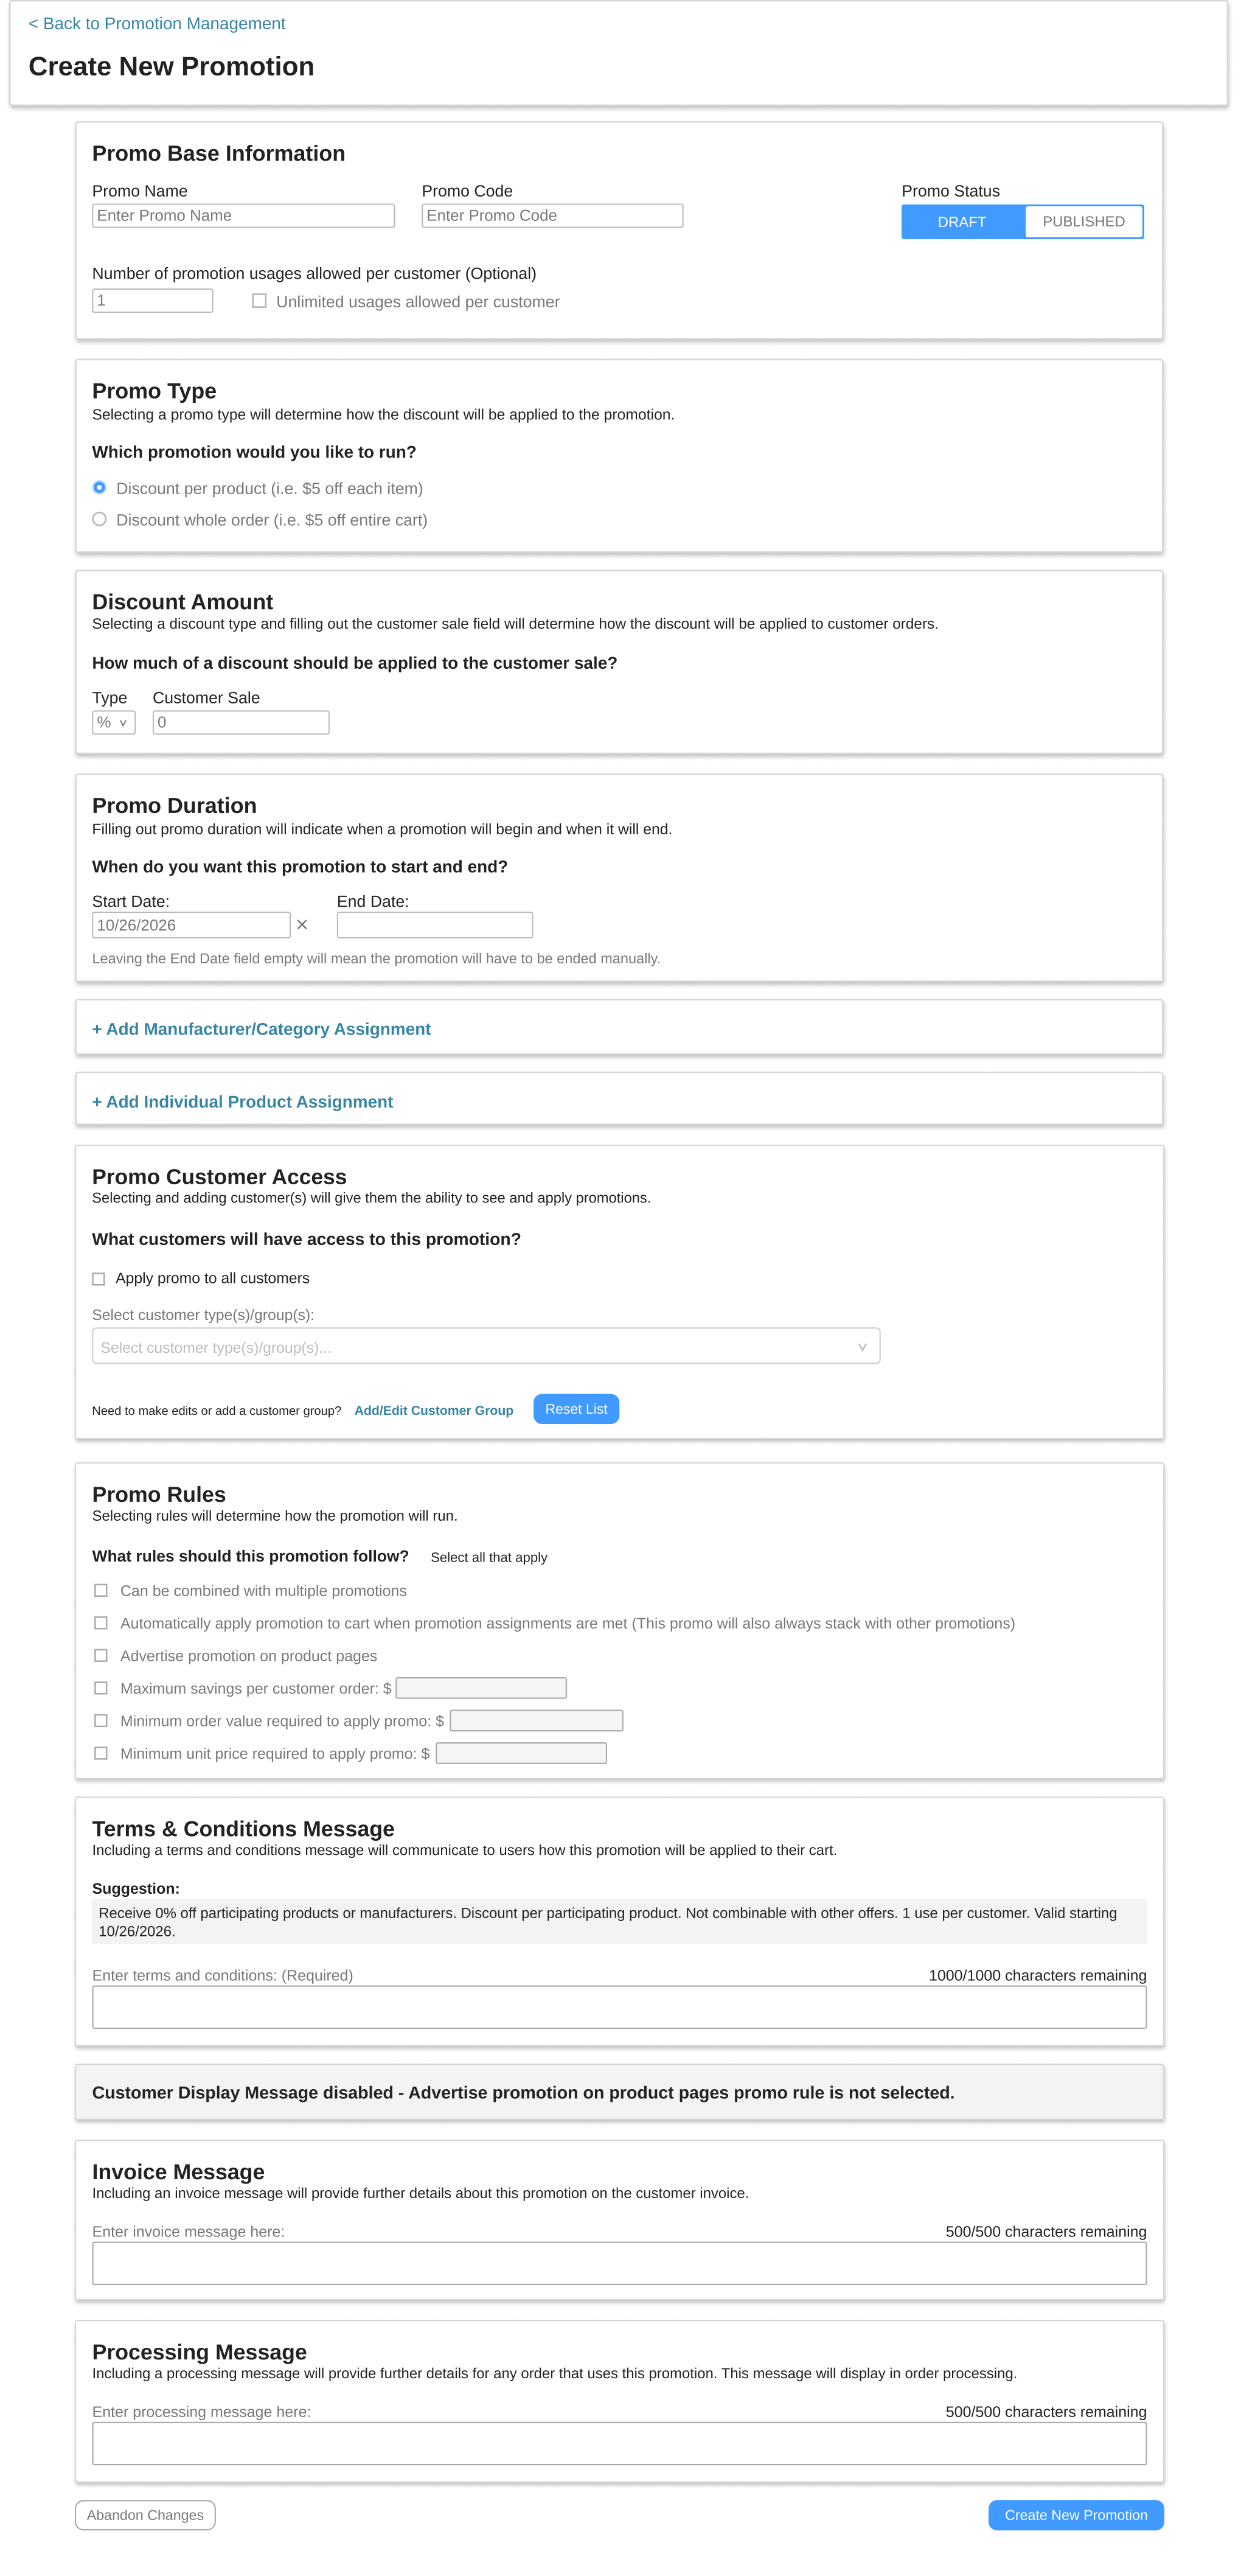 < Back to Promotion Management
Create New Promotion
Promo Base Information
Promo Name
Promo Code
Promo Status
Enter Promo Name
Enter Promo Code
DRAFT
PUBLISHED
Number of promotion usages allowed per customer (Optional)
1
Unlimited usages allowed per customer
Promo Type
Selecting a promo type will determine how the discount will be applied to the promotion.
Which promotion would you like to run?
Discount per product (i.e. $5 off each item)
Discount whole order (i.e. $5 off entire cart)
Discount Amount
Selecting a discount type and filling out the customer sale field will determine how the discount will be applied to customer orders.
How much of a discount should be applied to the customer sale?
Type
Customer Sale
%
0
Promo Duration
Filling out promo duration will indicate when a promotion will begin and when it will end.
When do you want this promotion to start and end?
Start Date:
End Date:
10/26/2026 ✕
Leaving the End Date field empty will mean the promotion will have to be ended manually.
+ Add Manufacturer/Category Assignment
+ Add Individual Product Assignment
Promo Customer Access
Selecting and adding customer(s) will give them the ability to see and apply promotions.
What customers will have access to this promotion?
Apply promo to all customers
Select customer type(s)/group(s):
Select customer type(s)/group(s)...
Need to make edits or add a customer group? Add/Edit Customer Group
Reset List
Promo Rules
Selecting rules will determine how the promotion will run.
What rules should this promotion follow? Select all that apply
Can be combined with multiple promotions
Automatically apply promotion to cart when promotion assignments are met (This promo will also always stack with other promotions)
Advertise promotion on product pages
Maximum savings per customer order: $
Minimum order value required to apply promo: $
Minimum unit price required to apply promo: $
Terms & Conditions Message
Including a terms and conditions message will communicate to users how this promotion will be applied to their cart.
Suggestion:
Receive 0% off participating products or manufacturers. Discount per participating product. Not combinable with other offers. 1 use per customer. Valid starting
10/26/2026.
Enter terms and conditions: (Required)
1000/1000 characters remaining
Customer Display Message disabled - Advertise promotion on product pages promo rule is not selected.
Invoice Message
Including an invoice message will provide further details about this promotion on the customer invoice.
Enter invoice message here:
500/500 characters remaining
Processing Message
Including a processing message will provide further details for any order that uses this promotion. This message will display in order processing.
Enter processing message here:
500/500 characters remaining
Abandon Changes
Create New Promotion